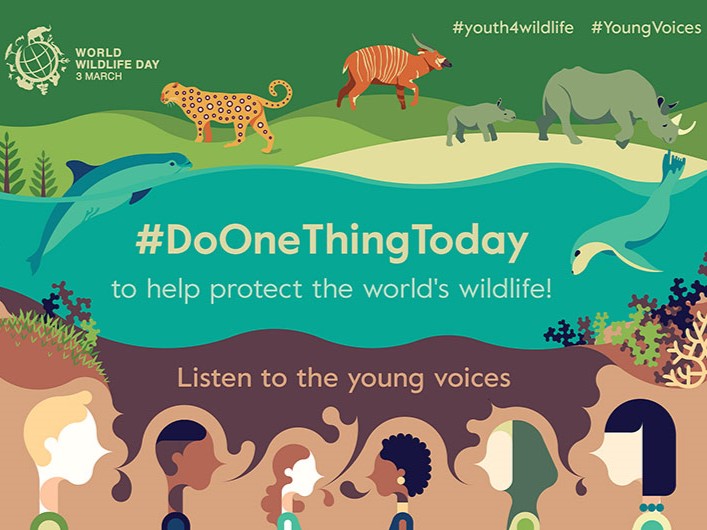 #youth4wildlife #YoungVoices
WORLD
WILDLIFE DAY
3 MARCH
#DoOneThingToday
to help protect the world's wildlife!
Listen to the young voices